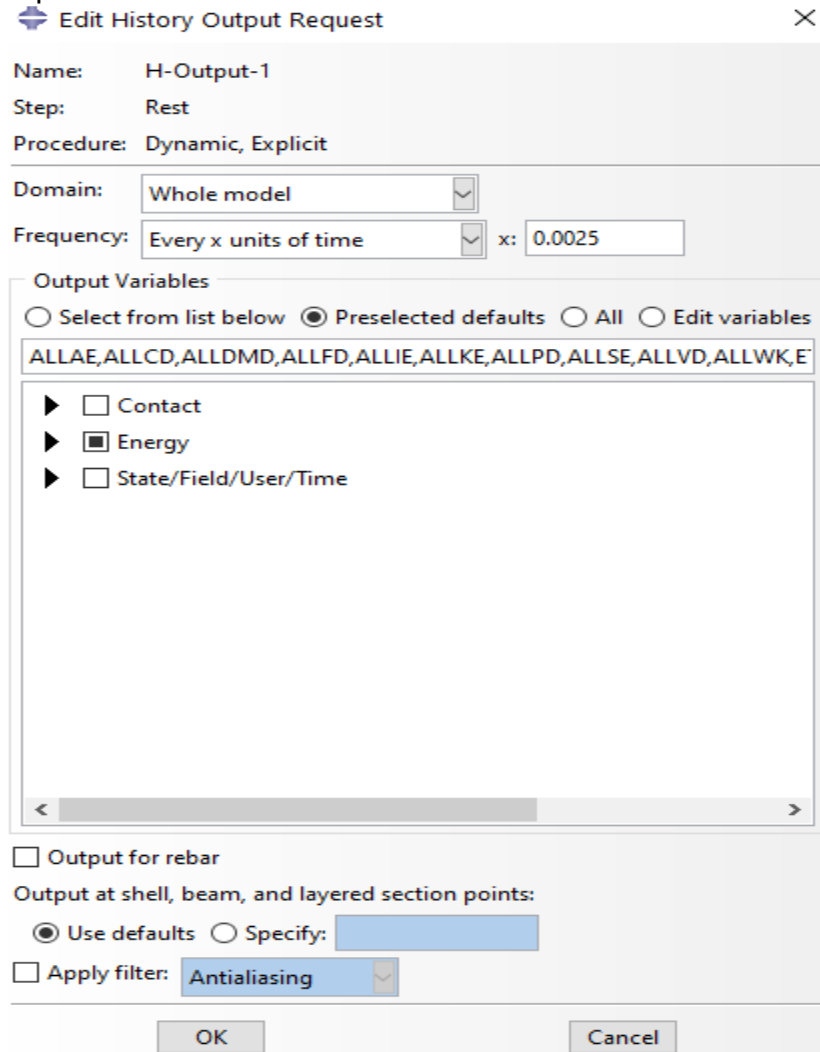 Edit History Output Request
Name: H-Output-1
Step: Rest
Procedure: Dynamic, Explicit
Domain: Whole model
Frequency: Every x units of time x: 0.0025
Output Variables
Select from list below Preselected defaults All Edit variables
ALLAE,ALLCD,ALLDMD,ALLFD,ALLIE,ALLKE,ALLPD,ALLSE,ALLVD,ALLWK,
Contact
Energy
State/Field/User/Time
Output for rebar
Output at shell, beam, and layered section points:
Use defaults Specify:
Apply filter: Antialiasing
OK Cancel